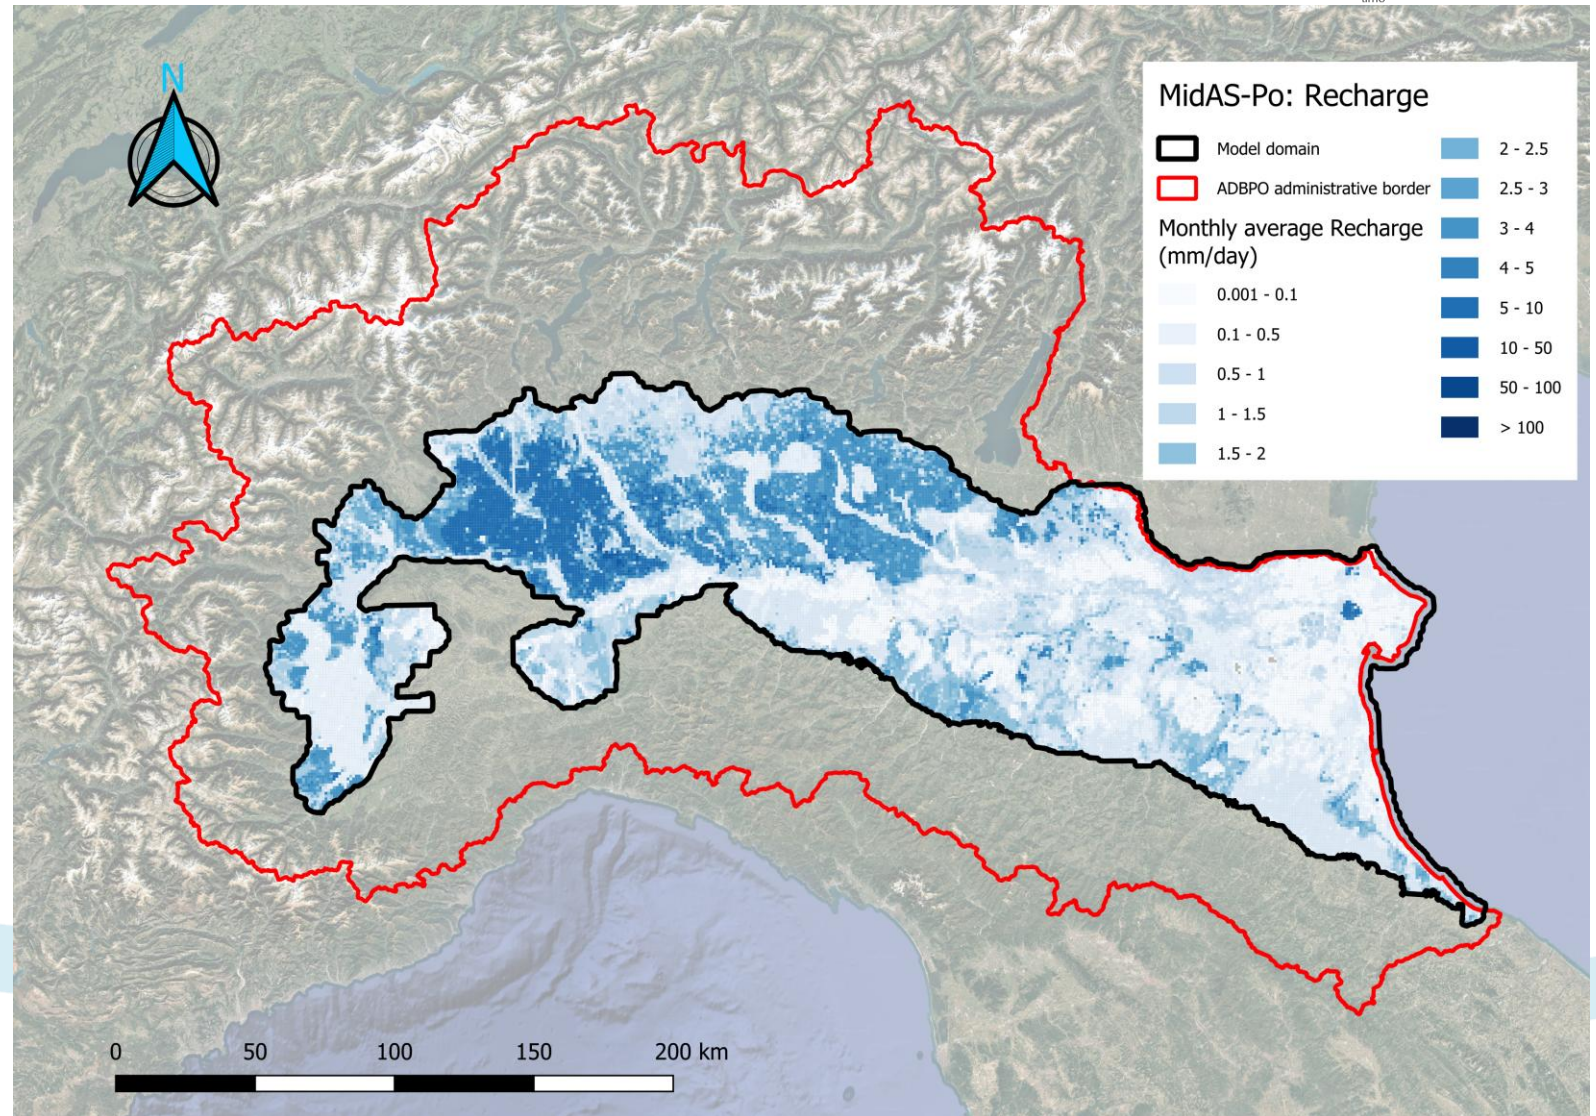 time
N
MidAS-Po: Recharge
Model domain
ADBPO administrative border
Monthly average Recharge
(mm/day)
0.001 - 0.1
0.1 - 0.5
0.5 - 1
1 - 1.5
1.5 - 2
2 - 2.5
2.5 - 3
3 - 4
4 - 5
5 - 10
10 - 50
50 - 100
> 100
0 50 100 150 200 km